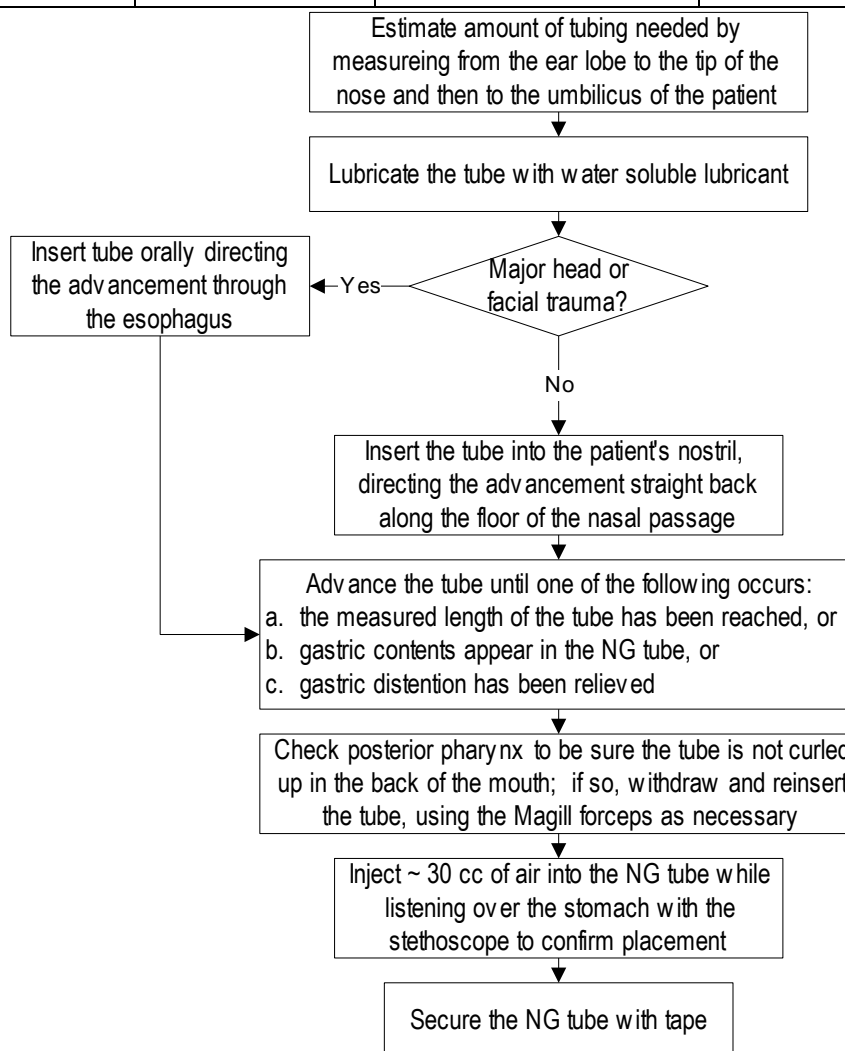 Estimate amount of tubing needed by
measureing from the ear lobe to the tip of the
nose and then to the umbilicus of the patient
Lubricate the tube with water soluble lubricant
Insert tube orally directing
the advancement through
the esophagus
Yes
Major head or
facial trauma?
No
Insert the tube into the patient's nostril,
directing the advancement straight back
along the floor of the nasal passage
Advance the tube until one of the following occurs:
a. the measured length of the tube has been reached, or
b. gastric contents appear in the NG tube, or
c. gastric distention has been relieved
Check posterior pharynx to be sure the tube is not curled
up in the back of the mouth; if so, withdraw and reinsert
the tube, using the Magill forceps as necessary
Inject ~ 30 cc of air into the NG tube while
listening over the stomach with the
stethoscope to confirm placement
Secure the NG tube with tape